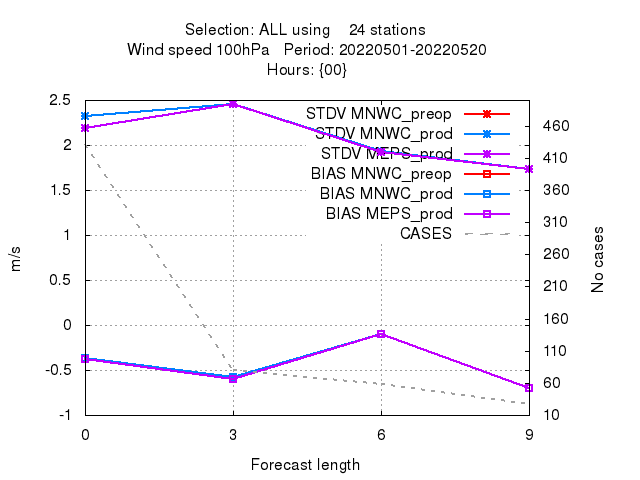 Selection: ALL using    24 stations
Wind speed 100hPa   Period: 20220501-20220520
Hours: {00}
STDV MNWC_preop
STDV MNWC_prod
STDV MEPS_prod
BIAS MNWC_preop
BIAS MNWC_prod
BIAS MEPS_prod
CASES
2.5
2
1.5
1
0.5
0
-0.5
-1
m/s
460
410
360
310
260
210
160
110
60
10
No cases
0 3 6 9
Forecast length